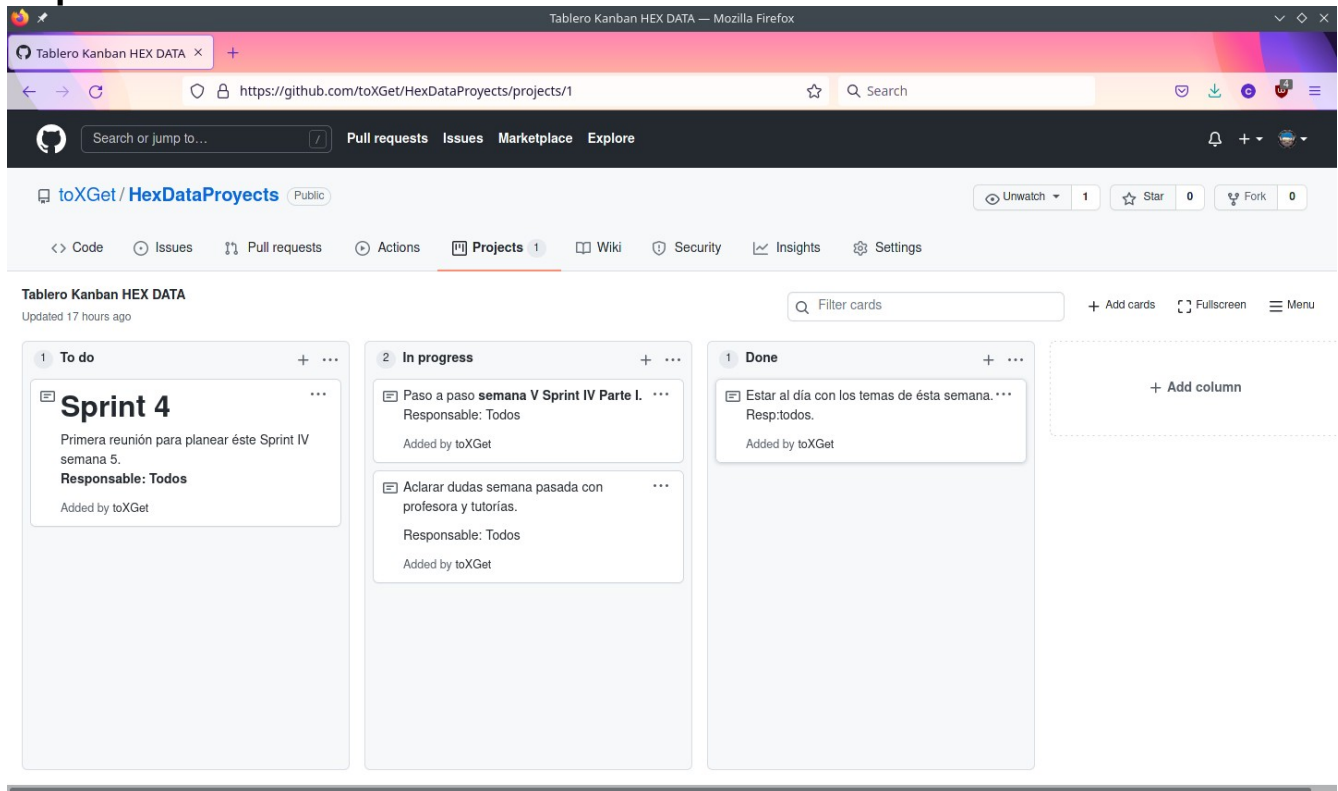 Tablero Kanban HEX DATA — Mozilla Firefox
Tablero Kanban HEX DATA
https://github.com/toXGet/HexDataProyects/projects/1
Search
4
Search or jump to...
/
Pull requests Issues Marketplace Explore
toXGet / HexDataProyects Public
Unwatch 1 Star 0 Fork 0
<> Code Issues Pull requests Actions Projects 1 Wiki Security Insights Settings
Tablero Kanban HEX DATA
Updated 17 hours ago
Filter cards
+ Add cards Fullscreen Menu
1 To do + ...
Sprint 4 ...
Primera reunión para planear éste Sprint IV
semana 5.
Responsable: Todos
Added by toXGet
2 In progress + ...
Paso a paso semana V Sprint IV Parte I. ...
Responsable: Todos
Added by toXGet
Aclarar dudas semana pasada con ...
profesora y tutorías.
Responsable: Todos
Added by toXGet
1 Done + ...
Estar al día con los temas de ésta semana. ...
Resp:todos.
Added by toXGet
+ Add column